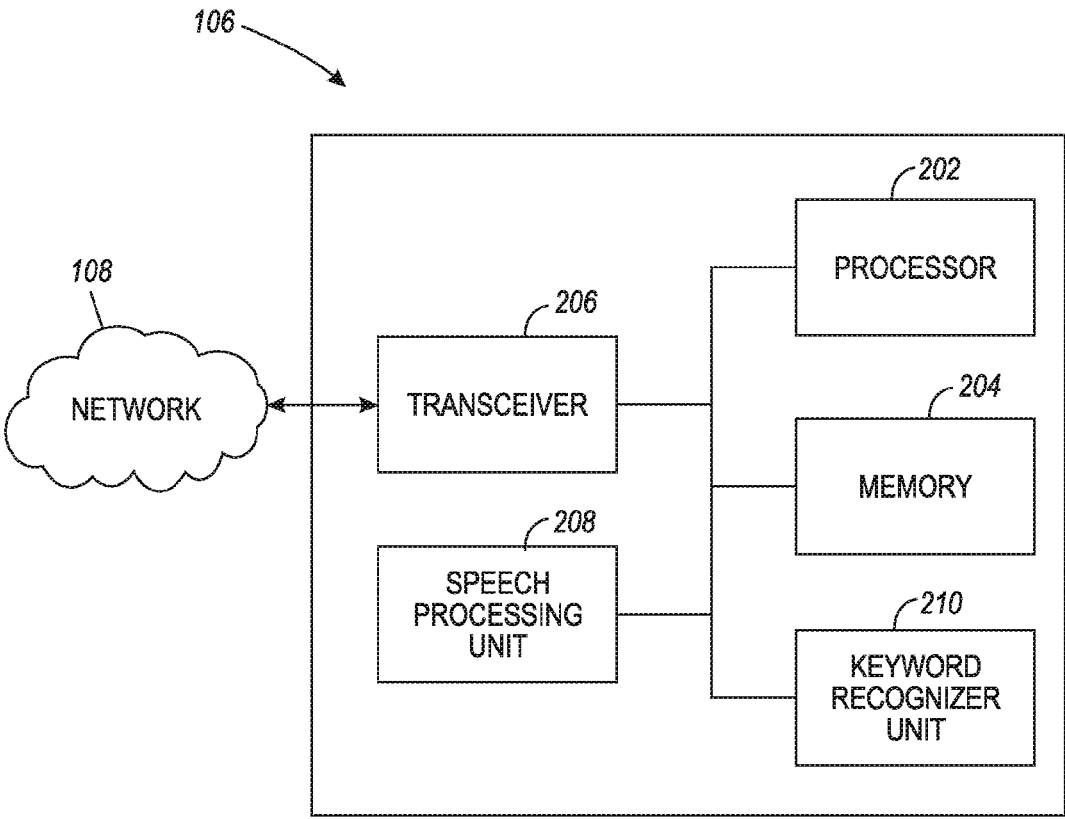 106
202
PROCESSOR
108
NETWORK
206
TRANSCEIVER
204
MEMORY
208
SPEECH
PROCESSING
UNIT
210
KEYWORD
RECOGNIZER
UNIT